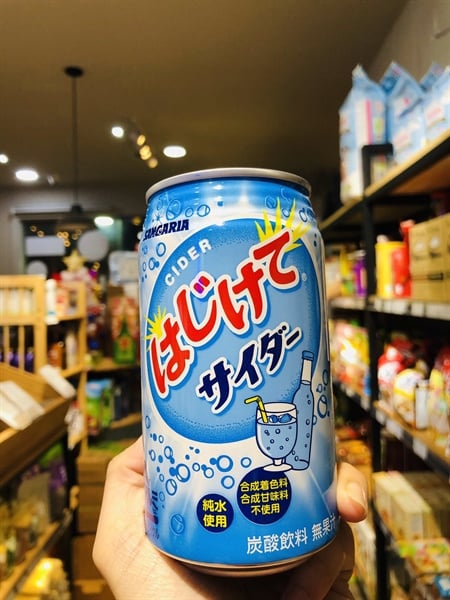 SANGARIA
CIDER
はじけて
サイダー
純水
使用
合成着色料
合成甘味料
不使用
炭酸飲料 無果汁